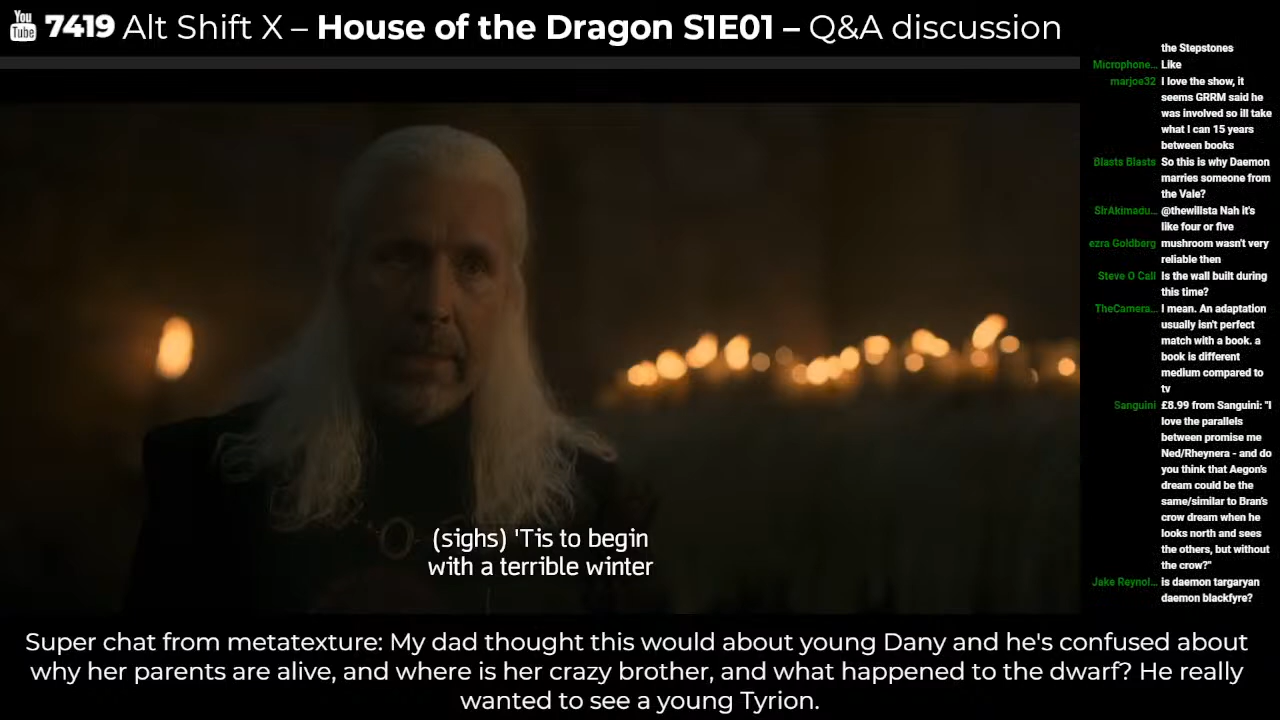 You
Tube
7419 Alt Shift X – House of the Dragon S1E01 – Q&A discussion
the Stepstones
Microphone... Like
marjoe32 I love the show, it
seems GRRM said he
was involved so ill take
what I can 15 years
between books
Blasts Blasts So this is why Daemon
marries someone from
the Vale?
SirAkimadu... @thewilista Nah it's
like four or five
ezra Goldberg mushroom wasn't very
reliable then
Steve O Call Is the wall built during
this time?
TheCamera... I mean. An adaptation
usually isn't perfect
match with a book. a
book is different
medium compared to
tv
Sanguini £8.99 from Sanguini: "I
love the parallels
between promise me
Ned/Rheynera - and do
you think that Aegon's
dream could be the
same/similar to Bran's
crow dream when he
looks north and sees
the others, but without
the crow?"
Jake Reynol... is daemon targaryan
daemon blackfyre?
(sighs) 'Tis to begin
with a terrible winter
Super chat from metatexture: My dad thought this would about young Dany and he's confused about
why her parents are alive, and where is her crazy brother, and what happened to the dwarf? He really
wanted to see a young Tyrion.